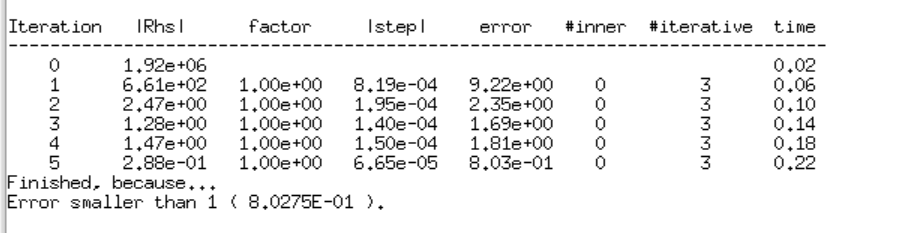 Iteration |Rhs| factor |step| error #inner #iterative time
--------------------------------------------------------------------------------
0 1.92e+06 0.02
1 6.61e+02 1.00e+00 8.19e-04 9.22e+00 0 3 0.06
2 2.47e+00 1.00e+00 1.95e-04 2.35e+00 0 3 0.10
3 1.28e+00 1.00e+00 1.40e-04 1.69e+00 0 3 0.14
4 1.47e+00 1.00e+00 1.50e-04 1.81e+00 0 3 0.18
5 2.88e-01 1.00e+00 6.65e-05 8.03e-01 0 3 0.22
Finished, because...
Error smaller than 1 ( 8.0275E-01 ).